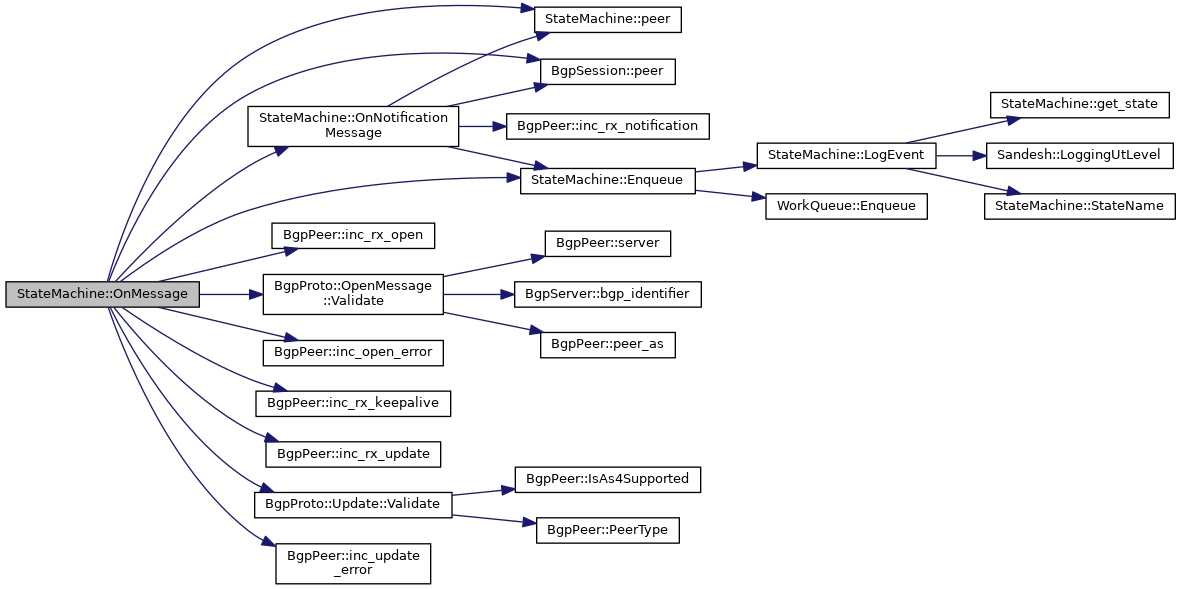 StateMachine::OnMessage
StateMachine::peer
BgpSession::peer
StateMachine::OnNotification
Message
BgpPeer::inc_rx_notification
StateMachine::Enqueue
StateMachine::LogEvent
WorkQueue::Enqueue
StateMachine::get_state
Sandesh::LoggingUtLevel
StateMachine::StateName
BgpPeer::inc_rx_open
BgpProto::OpenMessage
::Validate
BgpPeer::server
BgpServer::bgp_identifier
BgpPeer::peer_as
BgpPeer::inc_open_error
BgpPeer::inc_rx_keepalive
BgpPeer::inc_rx_update
BgpProto::Update::Validate
BgpPeer::IsAs4Supported
BgpPeer::PeerType
BgpPeer::inc_update
_error